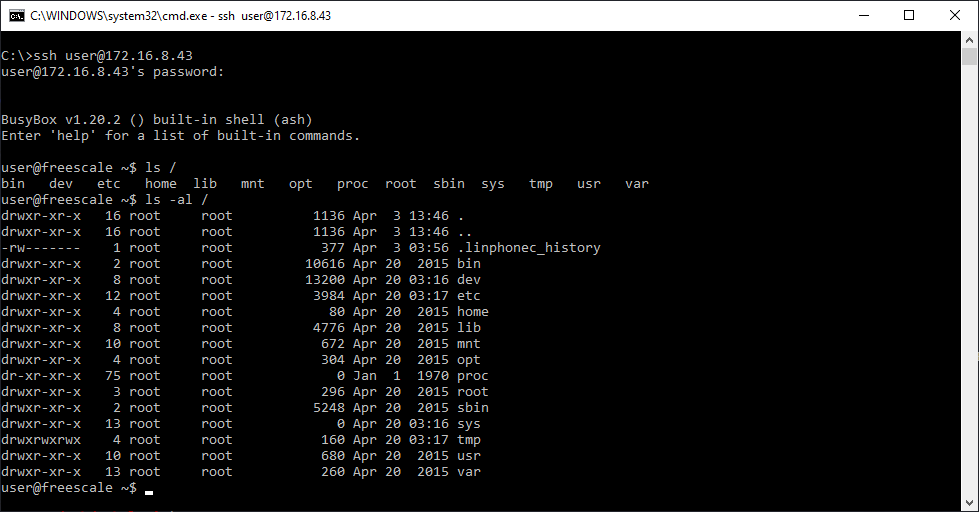 C:\WINDOWS\system32\cmd.exe - ssh  user@172.16.8.43
C:\>ssh user@172.16.8.43
user@172.16.8.43's password:
BusyBox v1.20.2 () built-in shell (ash)
Enter 'help' for a list of built-in commands.
user@freescale ~$ ls /
bin   dev   etc   home  lib   mnt   opt   proc  root  sbin  sys   tmp   usr   var
user@freescale ~$ ls -al /
drwxr-xr-x   16 root     root          1136 Apr  3 13:46 .
drwxr-xr-x   16 root     root          1136 Apr  3 13:46 ..
-rw-------    1 root     root           377 Apr  3 03:56 .linphonec_history
drwxr-xr-x    2 root     root         10616 Apr 20  2015 bin
drwxr-xr-x    8 root     root         13200 Apr 20 03:16 dev
drwxr-xr-x   12 root     root          3984 Apr 20 03:17 etc
drwxr-xr-x    4 root     root            80 Apr 20  2015 home
drwxr-xr-x    8 root     root          4776 Apr 20  2015 lib
drwxr-xr-x   10 root     root           672 Apr 20  2015 mnt
drwxr-xr-x    4 root     root           304 Apr 20  2015 opt
dr-xr-xr-x   75 root     root             0 Jan  1  1970 proc
drwxr-xr-x    3 root     root           296 Apr 20  2015 root
drwxr-xr-x    2 root     root          5248 Apr 20  2015 sbin
drwxr-xr-x   13 root     root             0 Apr 20 03:16 sys
drwxrwxrwx    4 root     root           160 Apr 20 03:17 tmp
drwxr-xr-x   10 root     root           680 Apr 20  2015 usr
drwxr-xr-x   13 root     root           260 Apr 20  2015 var
user@freescale ~$